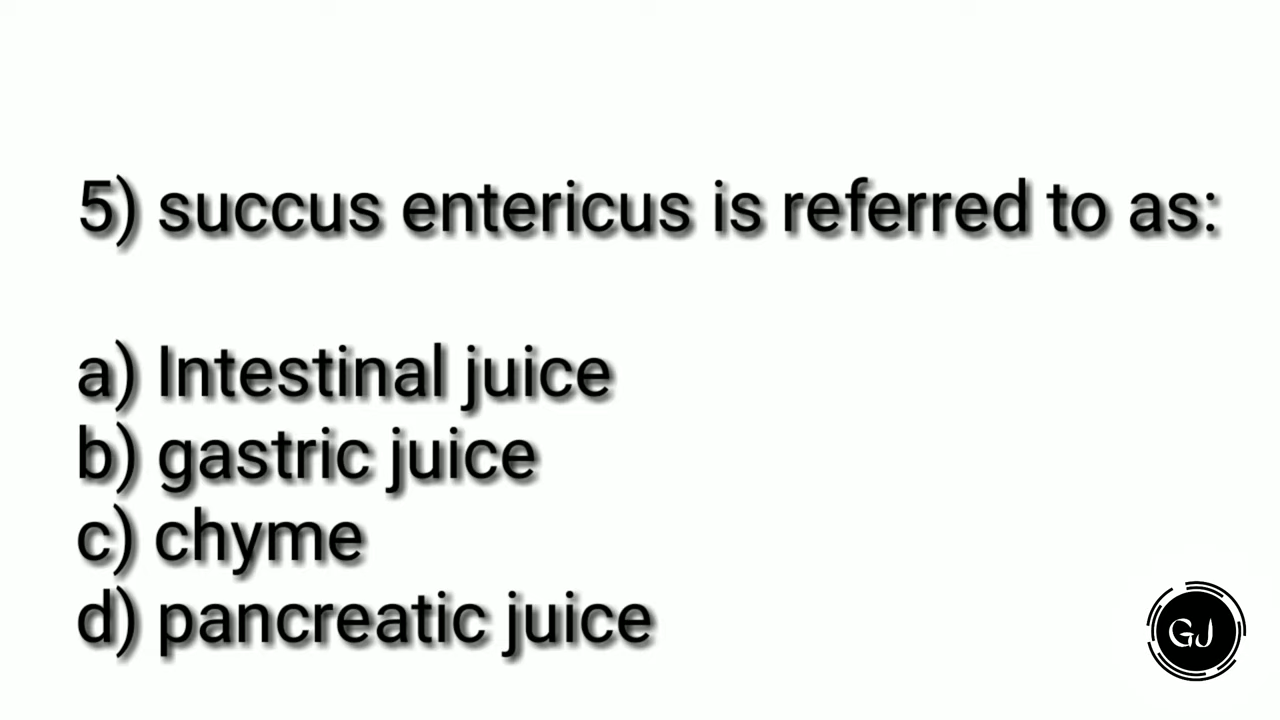 5) succus entericus is referred to as:
a) Intestinal juice
b) gastric juice
c) chyme
d) pancreatic juice
GJ